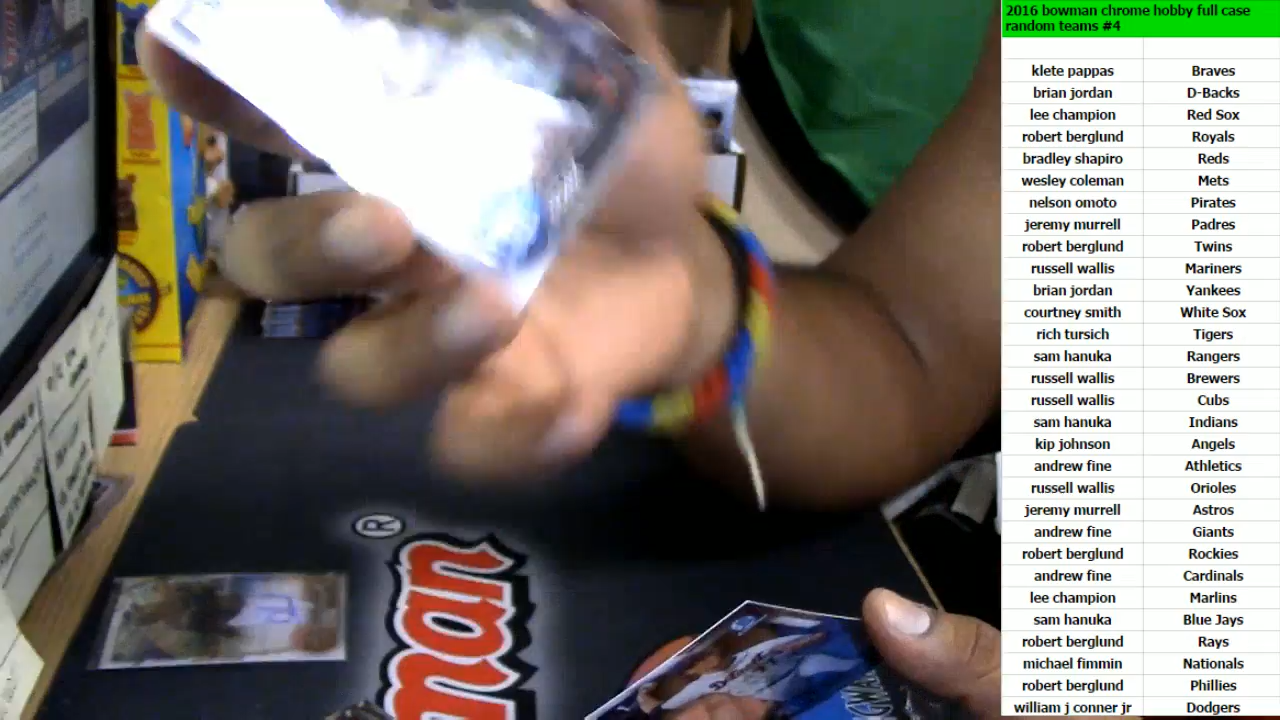 2016 bowman chrome hobby full case
random teams #4
klete pappas Braves
brian jordan D-Backs
lee champion Red Sox
robert berglund Royals
bradley shapiro Reds
wesley coleman Mets
nelson omoto Pirates
jeremy murrell Padres
robert berglund Twins
russell wallis Mariners
brian jordan Yankees
courtney smith White Sox
rich tursich Tigers
sam hanuka Rangers
russell wallis Brewers
russell wallis Cubs
sam hanuka Indians
kip johnson Angels
andrew fine Athletics
russell wallis Orioles
jeremy murrell Astros
andrew fine Giants
robert berglund Rockies
andrew fine Cardinals
lee champion Marlins
sam hanuka Blue Jays
robert berglund Rays
michael fimmin Nationals
robert berglund Phillies
william j conner jr Dodgers
®
man